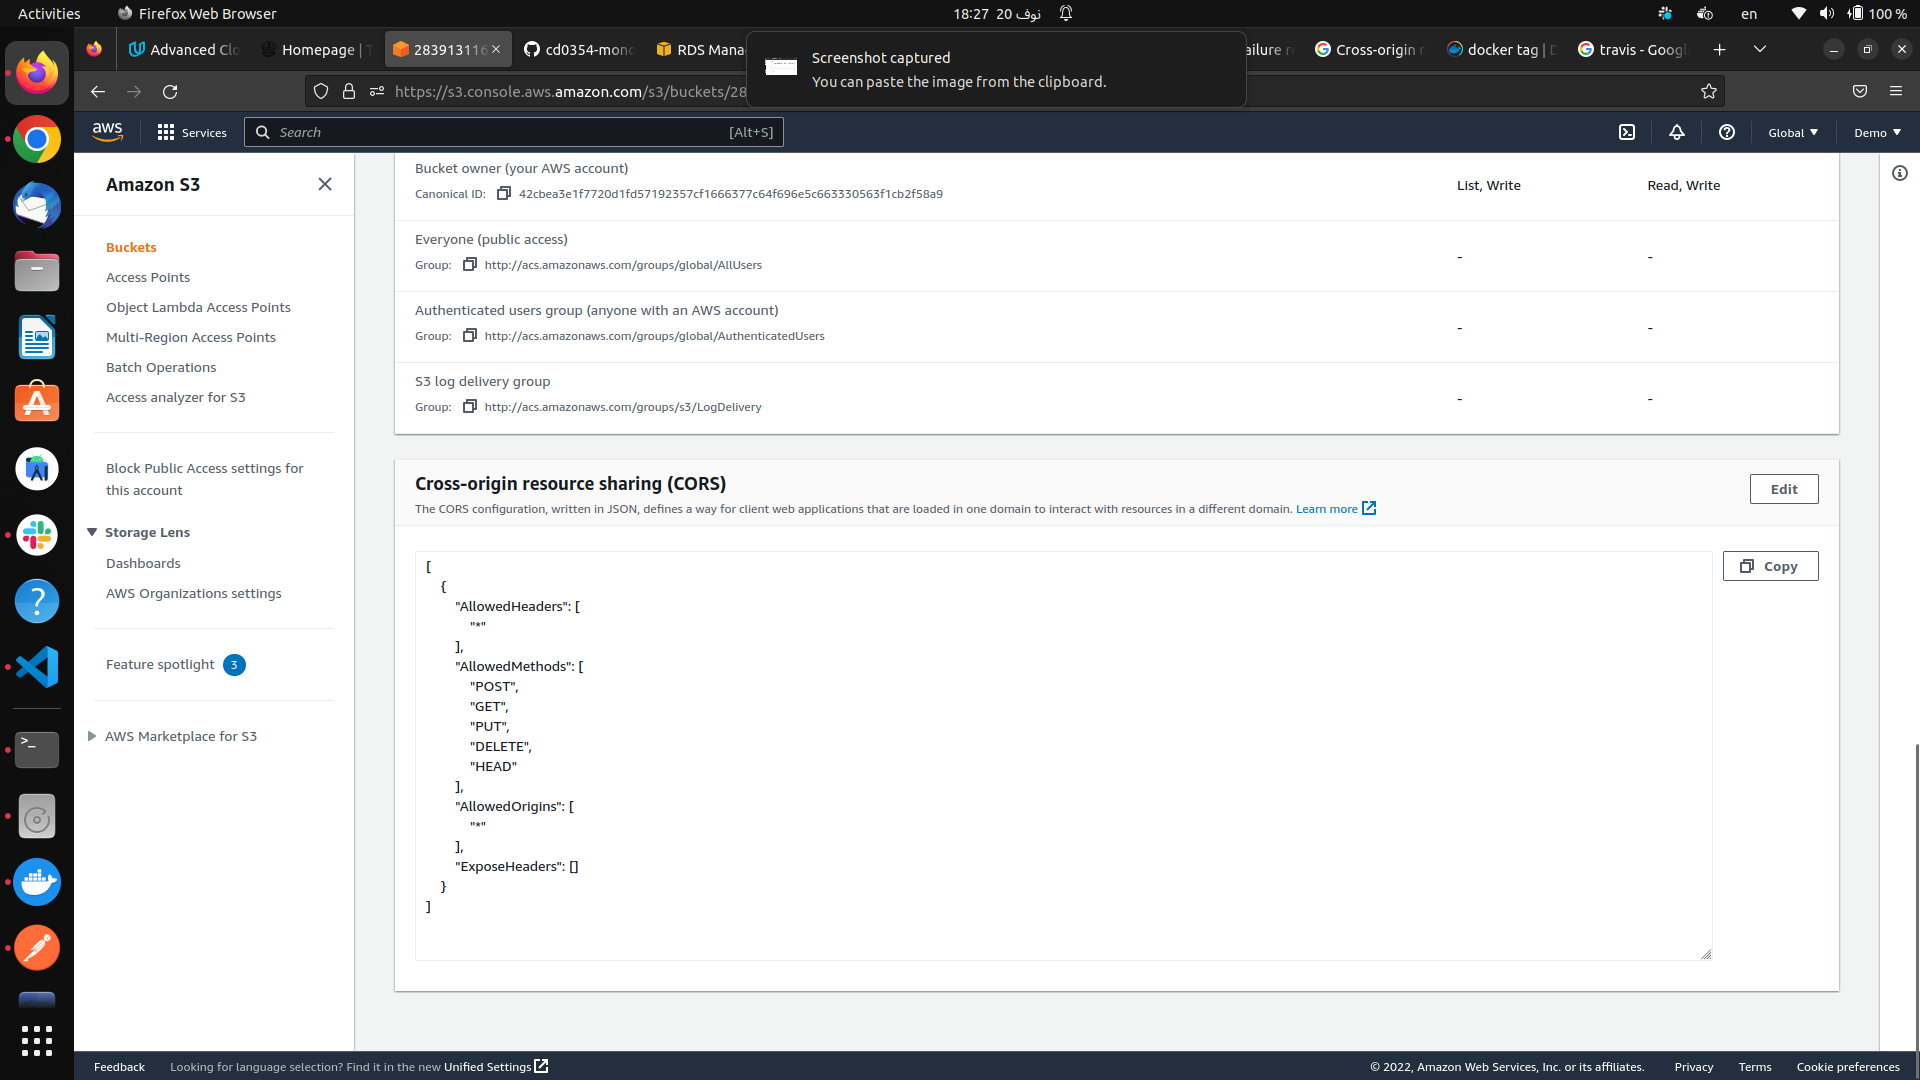 Activities
Firefox Web Browser
18:27 20 نوف
en
100 %
Advanced Clo
Homepage | T
283913116
cd0354-mono
RDS Mana
ailure r
Cross-origin r
docker tag | D
travis - Googl
Screenshot captured
You can paste the image from the clipboard.
https://s3.console.aws.amazon.com/s3/buckets/28
aws
Services
Search
[Alt+S]
Global
Demo
Amazon S3
Buckets
Access Points
Object Lambda Access Points
Multi-Region Access Points
Batch Operations
Access analyzer for S3
Block Public Access settings for
this account
Storage Lens
Dashboards
AWS Organizations settings
Feature spotlight 3
AWS Marketplace for S3
Bucket owner (your AWS account)
Canonical ID: 42cbea3e1f7720d1fd57192357cf1666377c64f696e5c663330563f1cb2f58a9
List, Write
Read, Write
Everyone (public access)
Group: http://acs.amazonaws.com/groups/global/AllUsers
-
-
Authenticated users group (anyone with an AWS account)
Group: http://acs.amazonaws.com/groups/global/AuthenticatedUsers
-
-
S3 log delivery group
Group: http://acs.amazonaws.com/groups/s3/LogDelivery
-
-
Cross-origin resource sharing (CORS)
The CORS configuration, written in JSON, defines a way for client web applications that are loaded in one domain to interact with resources in a different domain. Learn more
Edit
Copy
[
{
"AllowedHeaders": [
"*"
],
"AllowedMethods": [
"POST",
"GET",
"PUT",
"DELETE",
"HEAD"
],
"AllowedOrigins": [
"*"
],
"ExposeHeaders": []
}
]
Feedback
Looking for language selection? Find it in the new Unified Settings
© 2022, Amazon Web Services, Inc. or its affiliates.
Privacy
Terms
Cookie preferences